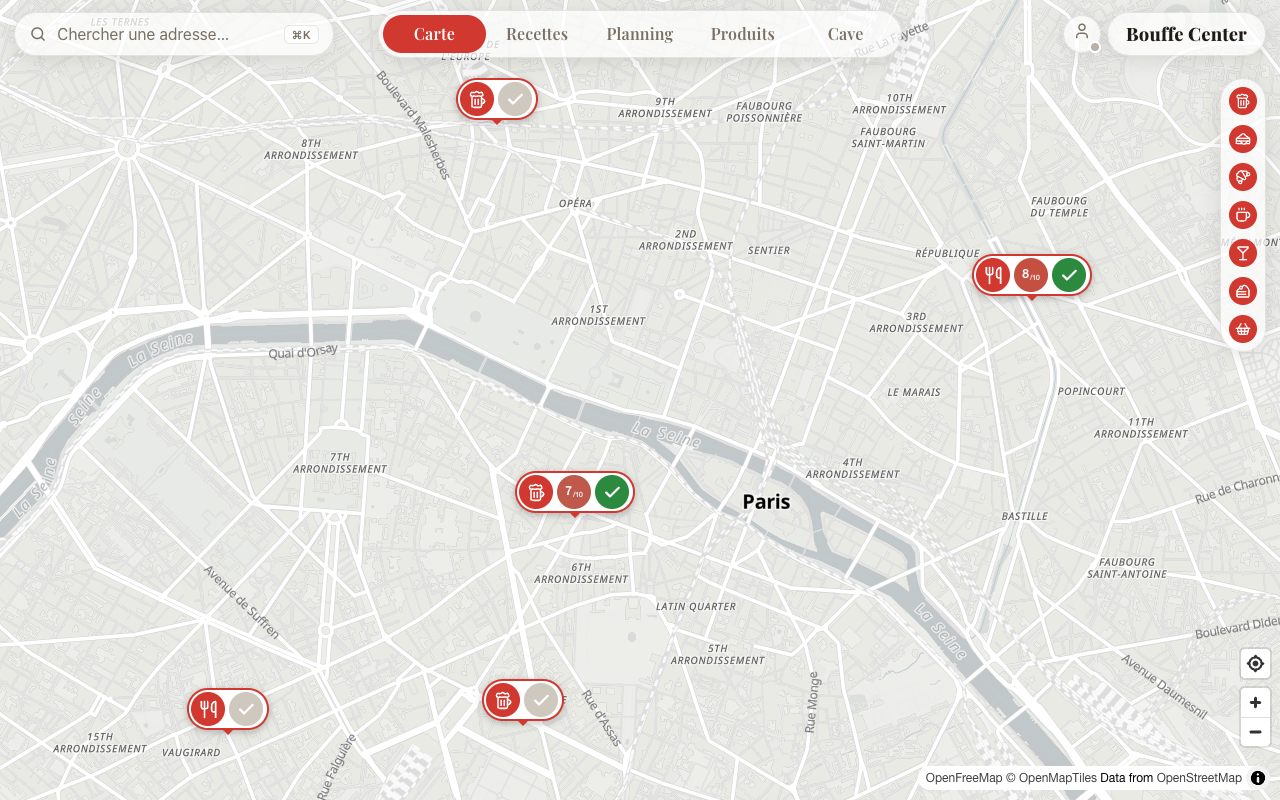 LES TERNES
Chercher une adresse...
⌘K
Carte
Recettes
Planning
Produits
Cave
Bouffe Center
L'EUROPE
Rue La Fayette
Boulevard Malesherbes
8TH
ARRONDISSEMENT
9TH
ARRONDISSEMENT
FAUBOURG
POISSONNIÈRE
10TH
ARRONDISSEMENT
FAUBOURG
SAINT-MARTIN
FAUBOURG
DU TEMPLE
OPÉRA
2ND
ARRONDISSEMENT
SENTIER
RÉPUBLIQUE
8/10
1ST
ARRONDISSEMENT
3RD
ARRONDISSEMENT
La Seine
Quai d'Orsay
Seine
LE MARAIS
POPINCOURT
11TH
ARRONDISSEMENT
La Seine
7TH
ARRONDISSEMENT
4TH
ARRONDISSEMENT
La Seine
7/10
Paris
Rue de Charonn
BASTILLE
6TH
ARRONDISSEMENT
FAUBOURG
SAINT-ANTOINE
Avenue de Suffren
LATIN QUARTER
La Seine
Boulevard Dider
5TH
ARRONDISSEMENT
Avenue Daumesnil
Rue Monge
Rue d'Assas
15TH
ARRONDISSEMENT
VAUGIRARD
Rue Falguière
OpenFreeMap © OpenMapTiles Data from OpenStreetMap